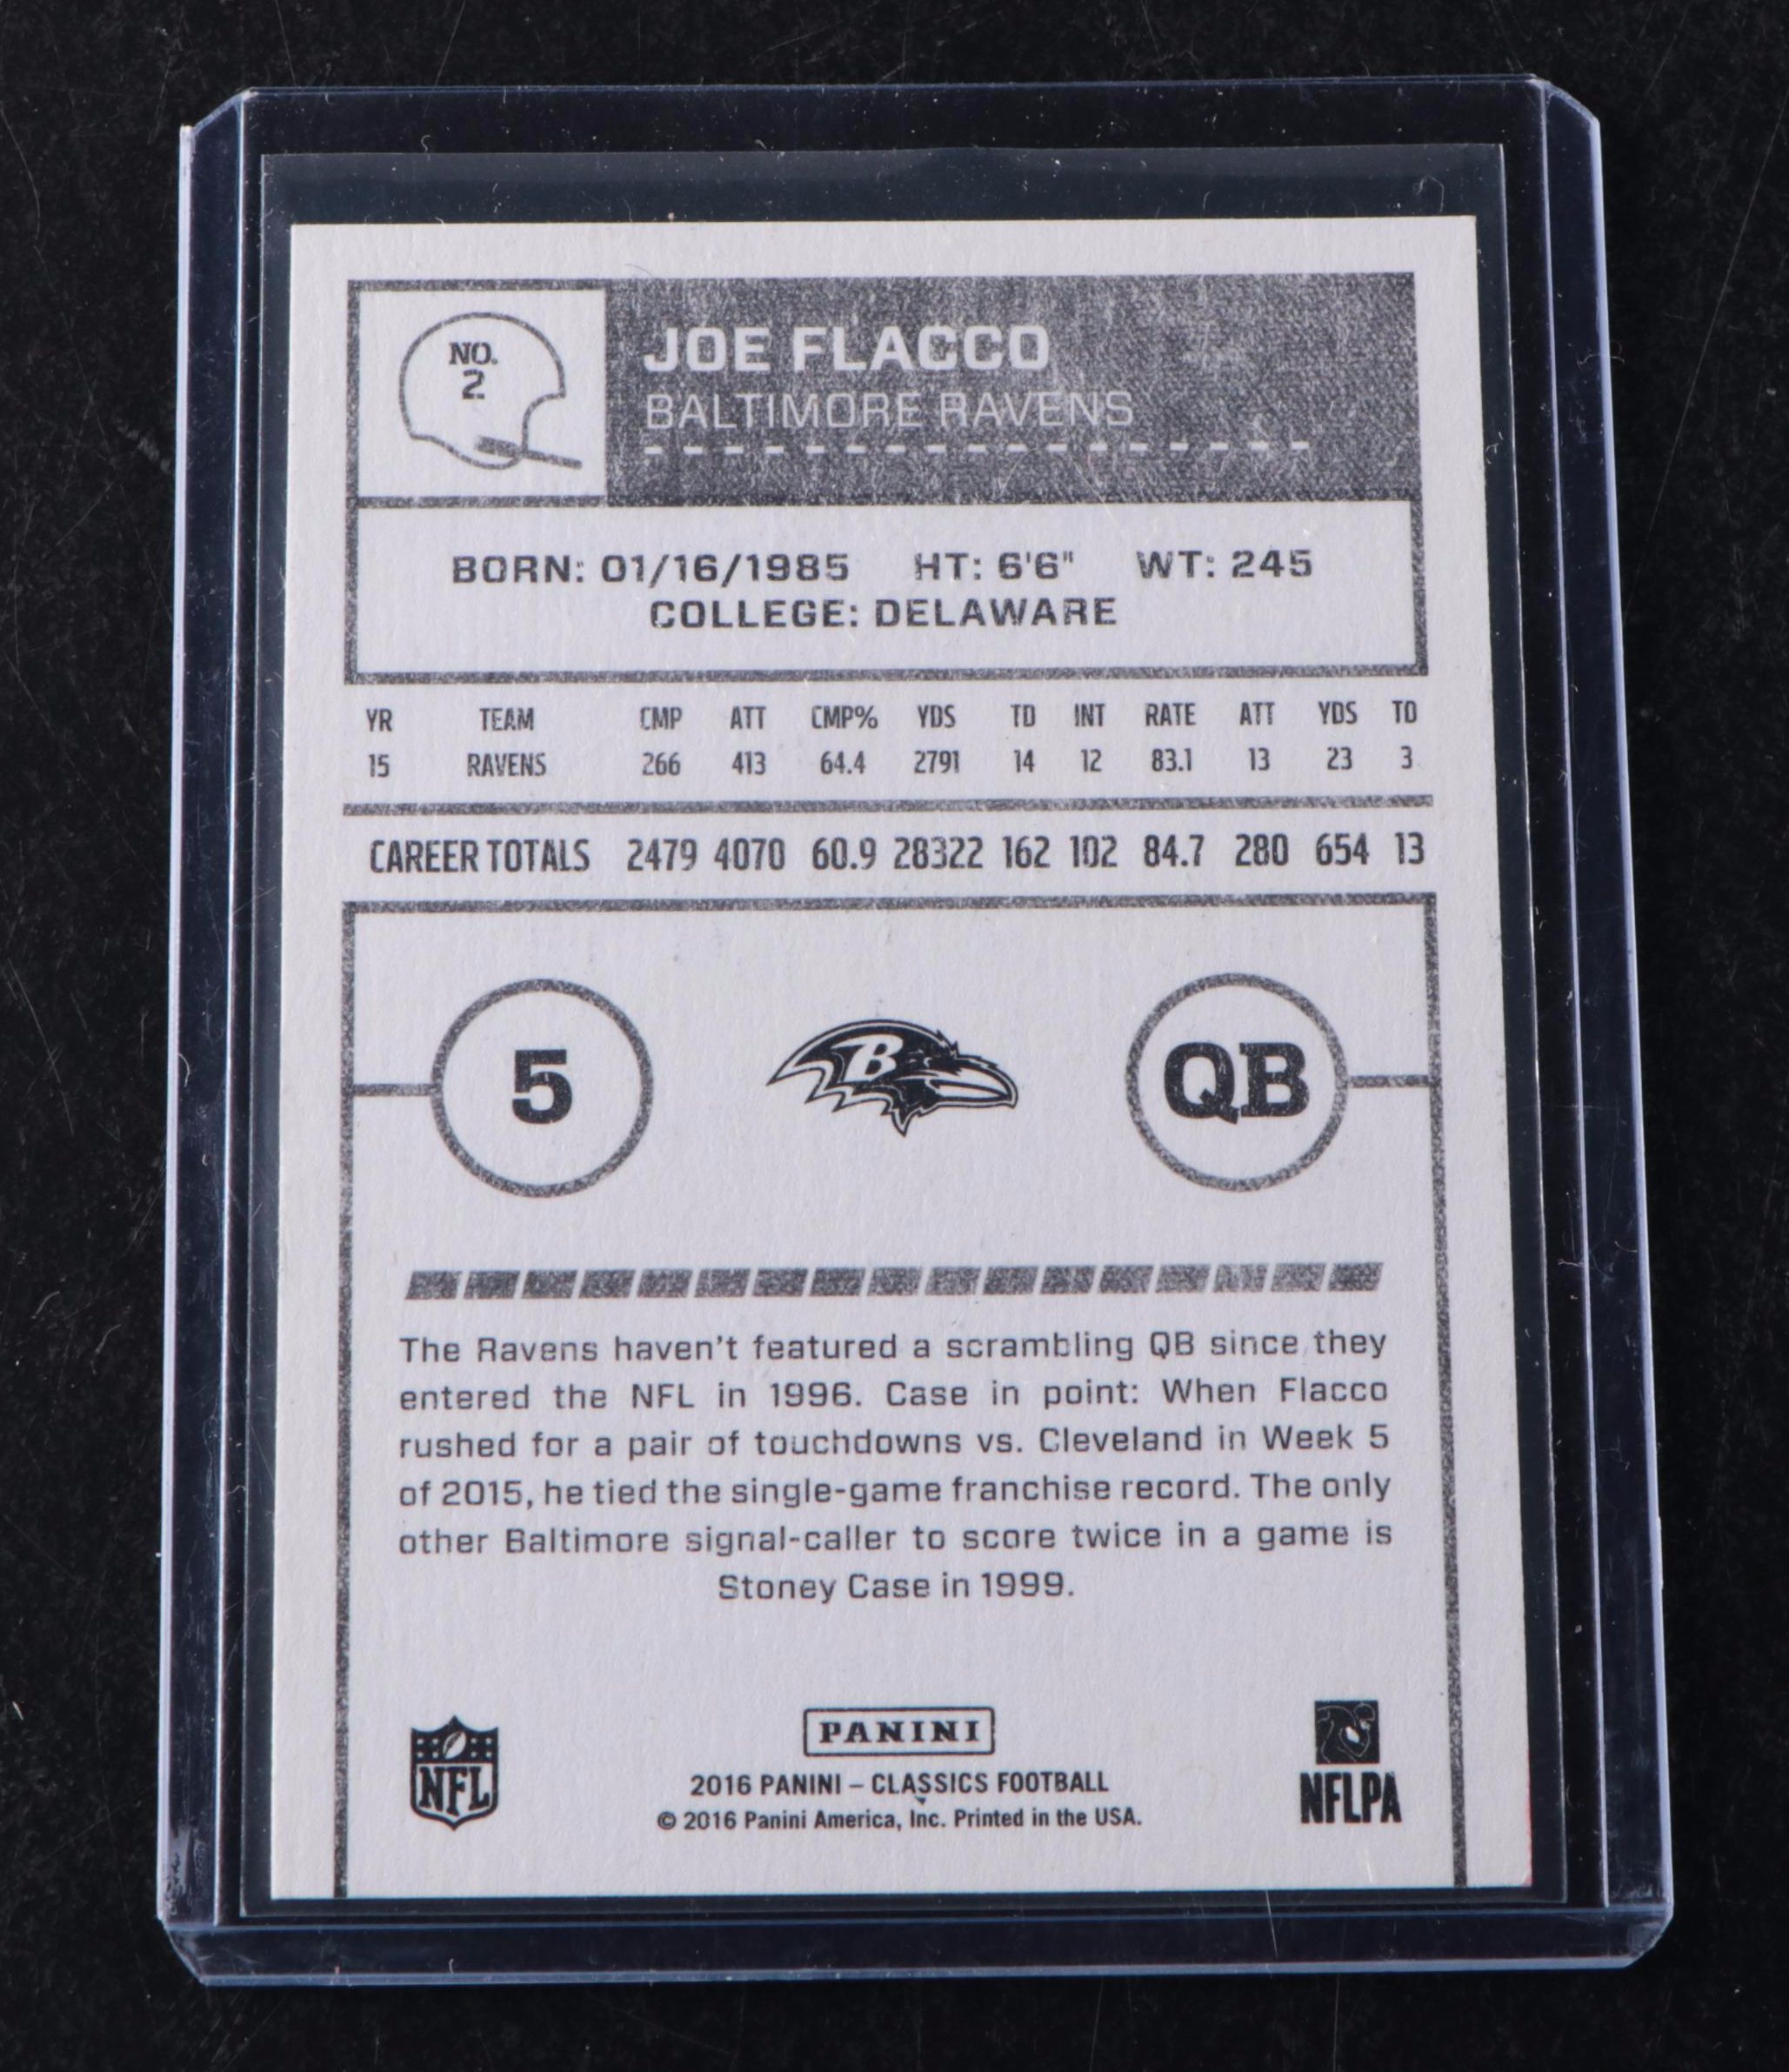 NO.
2
JOE FLACCO
BALTIMORE RAVENS
BORN: 01/16/1985 HT: 6'6" WT: 245
COLLEGE: DELAWARE
YR TEAM CMP ATT CMP% YDS TD INT RATE ATT YDS TD
15 RAVENS 266 413 64.4 2791 14 12 83.1 13 23 3
CAREER TOTALS 2479 4070 60.9 28322 162 102 84.7 280 654 13
5 B QB
The Ravens haven't featured a scrambling QB since they
entered the NFL in 1996. Case in point: When Flacco
rushed for a pair of touchdowns vs. Cleveland in Week 5
of 2015, he tied the single-game franchise record. The only
other Baltimore signal-caller to score twice in a game is
Stoney Case in 1999.
NFL
PANINI
2016 PANINI – CLASSICS FOOTBALL
© 2016 Panini America, Inc. Printed in the USA.
NFLPA